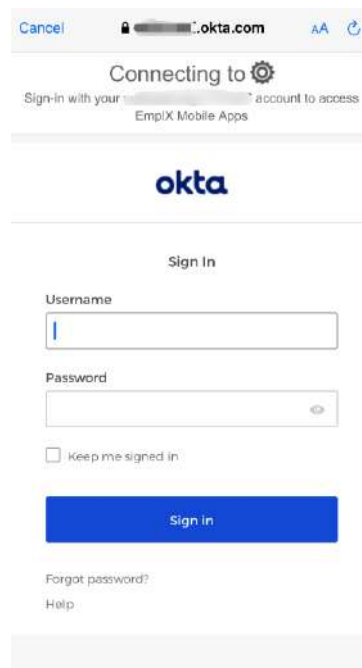 Cancel .okta.com AA
Connecting to
Sign-in with your account to access
EmplX Mobile Apps
okta
Sign In
Username
Password
Keep me signed in
Sign in
Forgot password?
Help